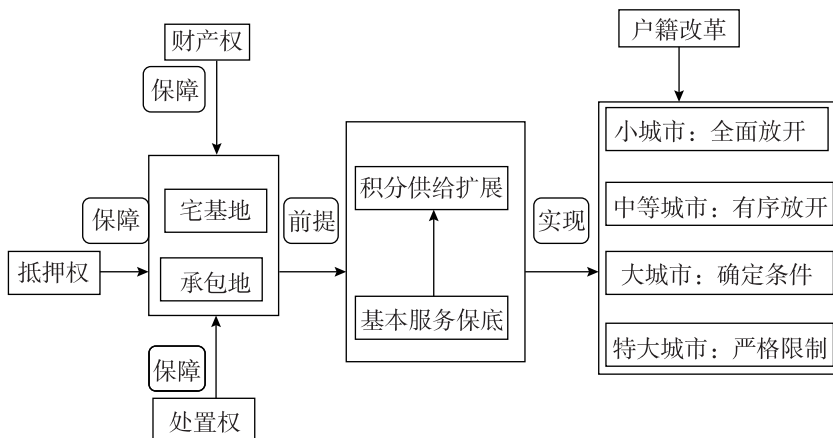 财产权
户籍改革
保障
小城市：全面放开
积分供给扩展
宅基地
保障
前提
实现
中等城市：有序放开
抵押权
承包地
大城市：确定条件
基本服务保底
特大城市：严格限制
保障
处置权